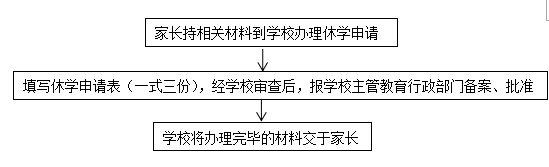 家长持相关材料到学校办理休学申请
填写休学申请表（一式三份），经学校审查后，报学校主管教育行政部门备案、批准
学校将办理完毕的材料交于家长